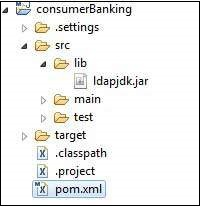 consumerBanking
.settings
src
lib
ldapjdk.jar
main
test
target
.classpath
.project
pom.xml